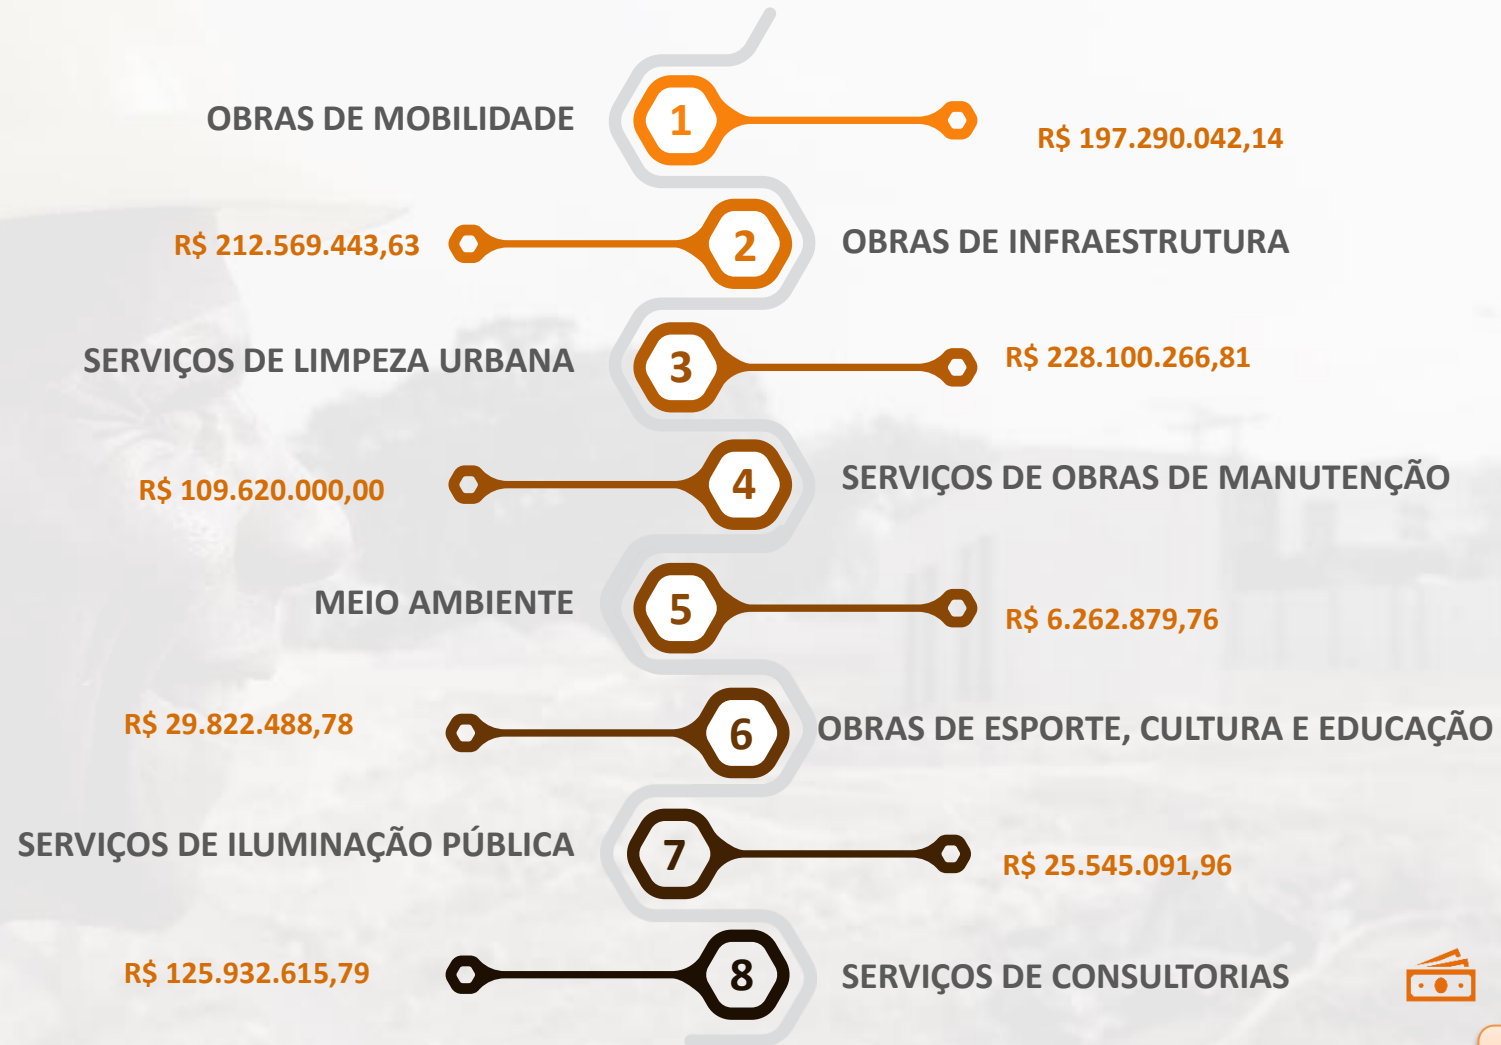 OBRAS DE MOBILIDADE
1
R$ 197.290.042,14
R$ 212.569.443,63
2
OBRAS DE INFRAESTRUTURA
SERVIÇOS DE LIMPEZA URBANA
3
R$ 228.100.266,81
R$ 109.620.000,00
4
SERVIÇOS DE OBRAS DE MANUTENÇÃO
MEIO AMBIENTE
5
R$ 6.262.879,76
R$ 29.822.488,78
6
OBRAS DE ESPORTE, CULTURA E EDUCAÇÃO
SERVIÇOS DE ILUMINAÇÃO PÚBLICA
7
R$ 25.545.091,96
R$ 125.932.615,79
8
SERVIÇOS DE CONSULTORIAS